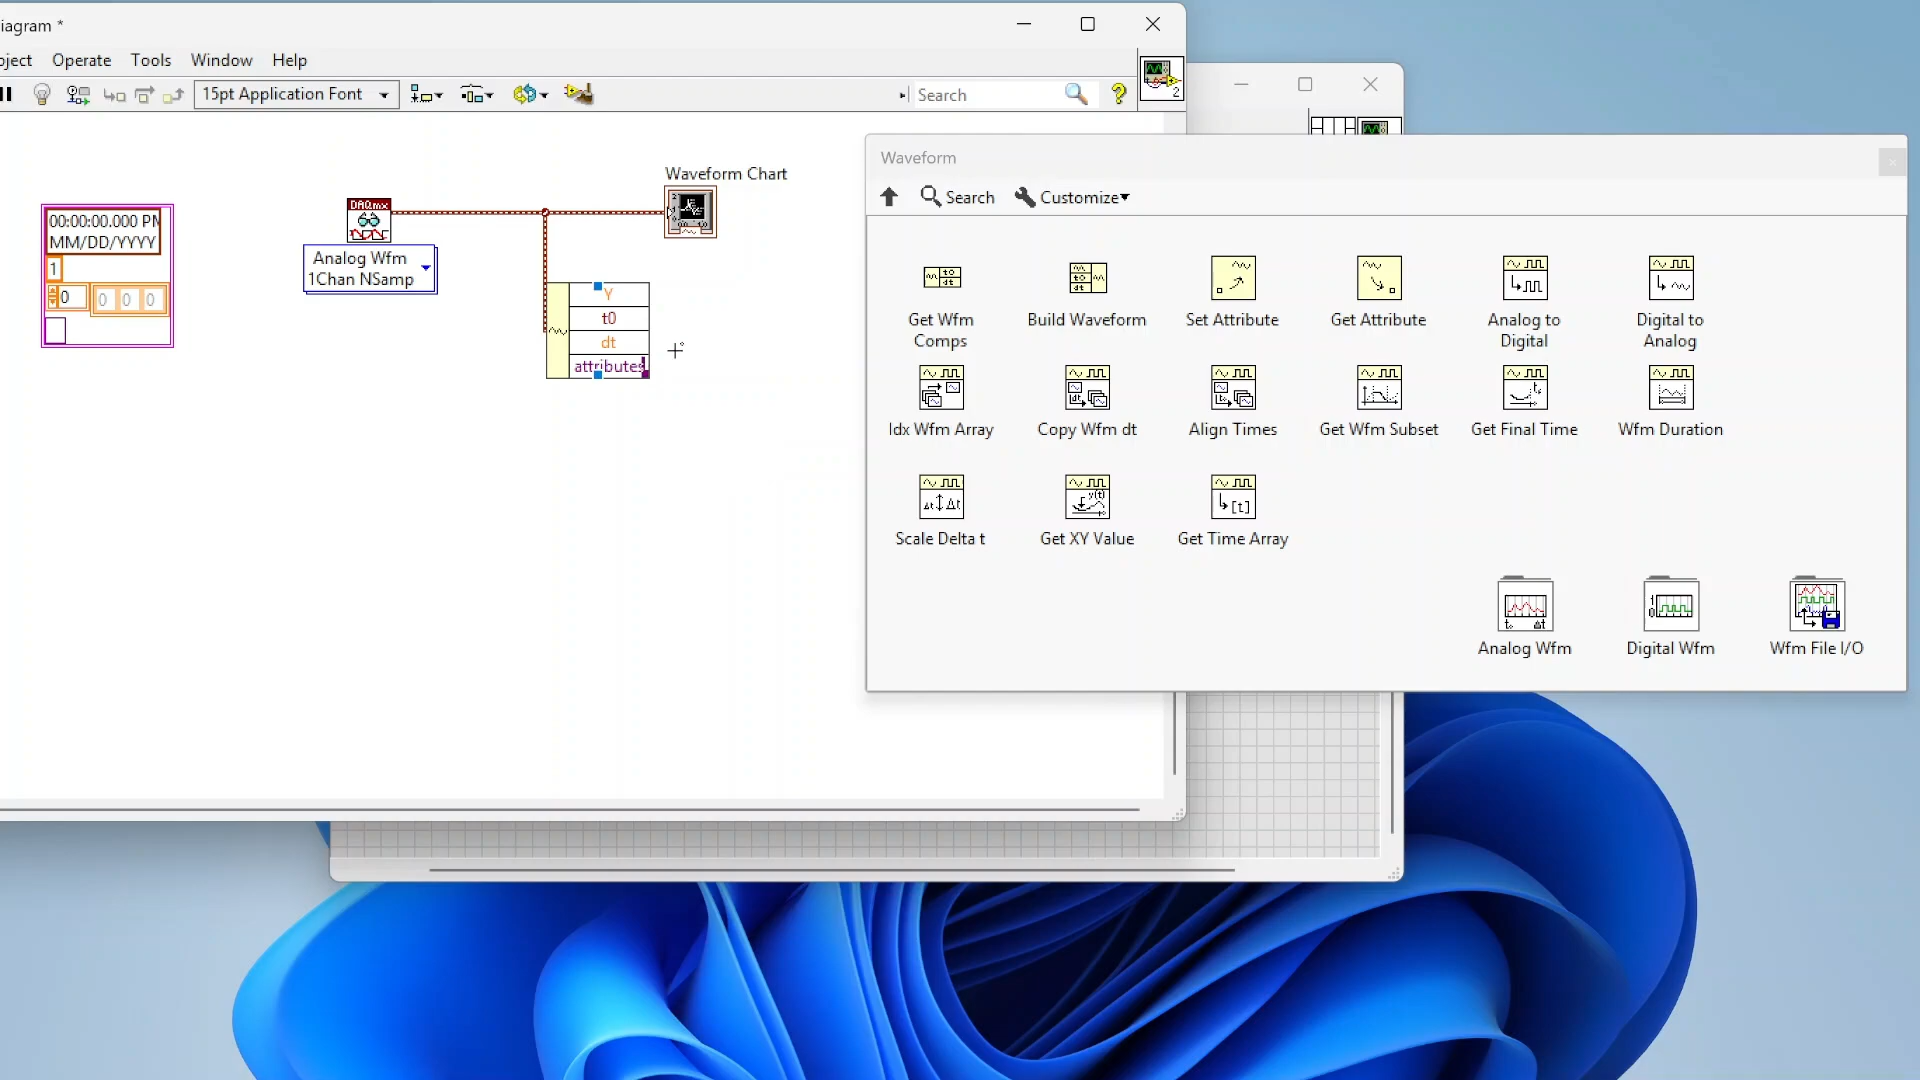 iagram *
oject Operate Tools Window Help
15pt Application Font
Search
?
2
Waveform Chart
00:00:00.000 PM
MM/DD/YYYY
1
0 0 0 0
DAQmx
Analog Wfm
1Chan NSamp
Y
t0
dt
attributes
Waveform
Search Customize
Get Wfm Comps
Build Waveform
Set Attribute
Get Attribute
Analog to Digital
Digital to Analog
Idx Wfm Array
Copy Wfm dt
Align Times
Get Wfm Subset
Get Final Time
Wfm Duration
Scale Delta t
Get XY Value
Get Time Array
Analog Wfm
Digital Wfm
Wfm File I/O